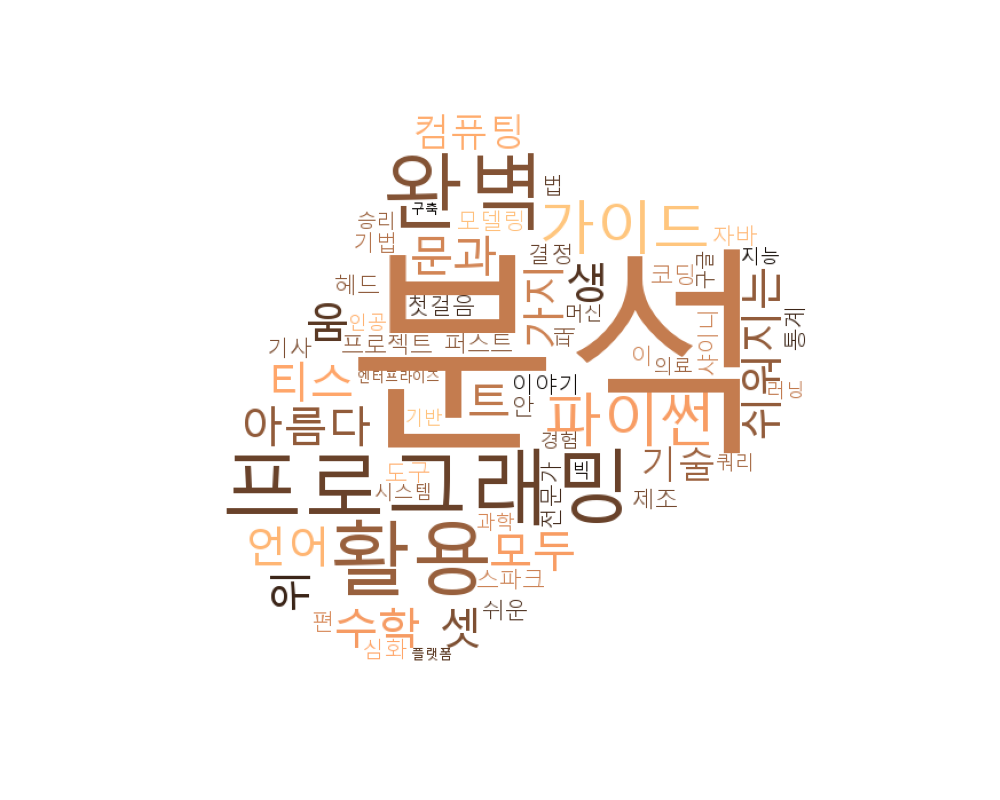 컴퓨팅
완벽
법
구축
승리
모델링
가이드
자바
기법
문과
결정
지능
구글
헤드
첫걸음
가지
생
코딩
분석
쉬워지는
움
인공
머신
통계
기사
프로젝트
퍼스트
팩
이
의료
샤이니
티스
엔터프라이즈
트
이야기
러닝
아름다
기반
안
파이썬
경험
프로그래밍
도구
시스템
전문가
빅
기술
쿼리
제조
언어
활용
과학
모두
위
스파크
편
수학
셋
쉬운
심화
플랫폼